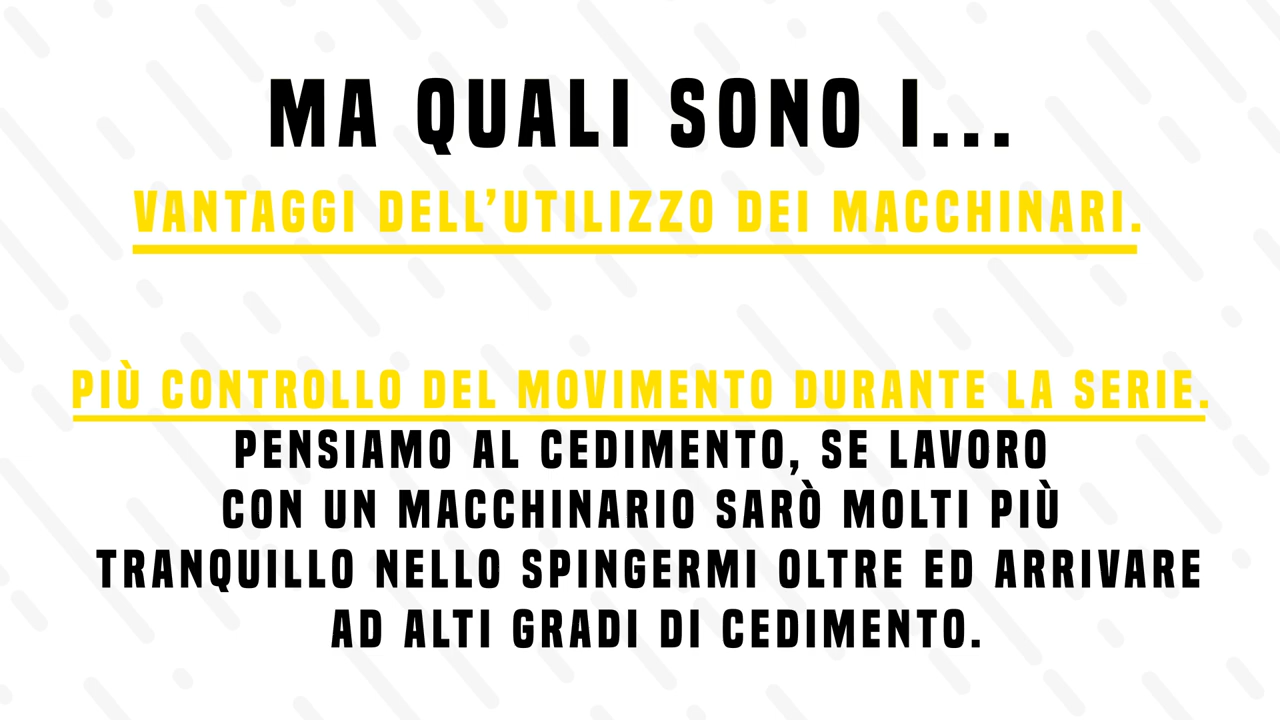 MA QUALI SONO I...
VANTAGGI DELL'UTILIZZO DEI MACCHINARI.
PIÙ CONTROLLO DEL MOVIMENTO DURANTE LA SERIE.
PENSIAMO AL CEDIMENTO, SE LAVORO
CON UN MACCHINARIO SARÒ MOLTI PIÙ
TRANQUILLO NELLO SPINGERMI OLTRE ED ARRIVARE
AD ALTI GRADI DI CEDIMENTO.